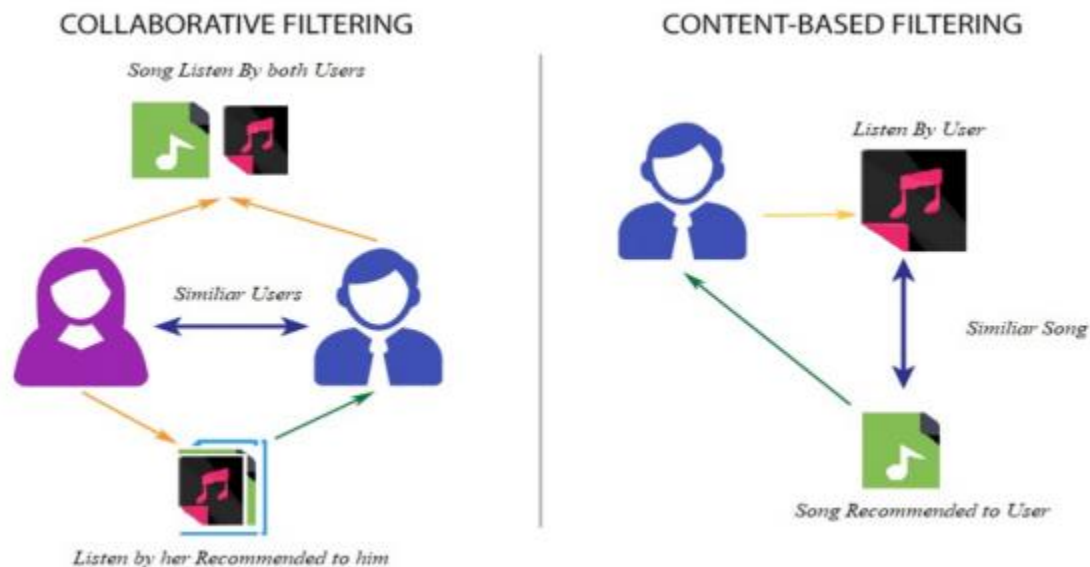 COLLABORATIVE FILTERING
Song Listen By both Users
Similiar Users
Listen by her Recommended to him
CONTENT-BASED FILTERING
Listen By User
Similiar Song
Song Recommended to User